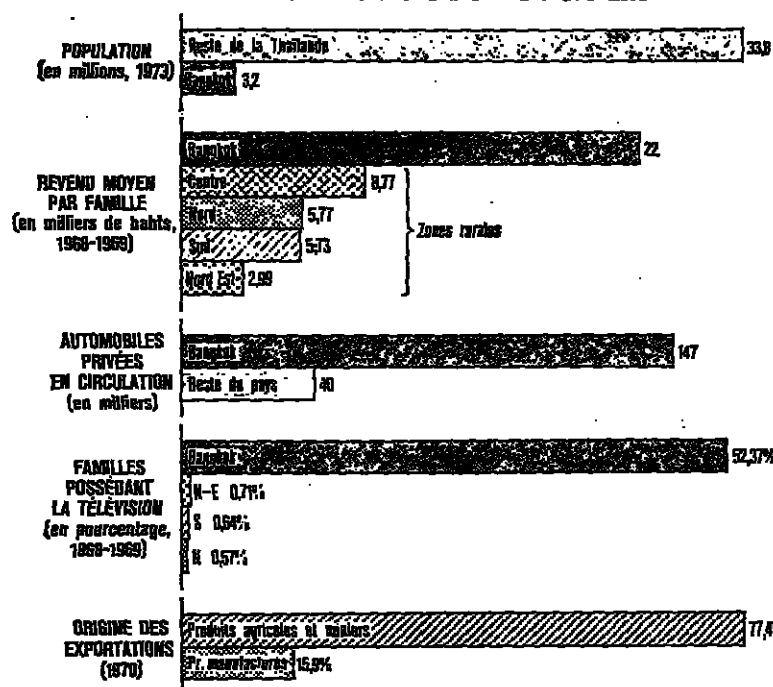 POPULATION
(en millions, 1973)
Reste de la Thaïlande
33,8
Bangkok
3,2
REVENU MOYEN
PAR FAMILLE
(en milliers de bahts,
1968-1969)
Bangkok
22
Centre
8,77
Nord
5,77
Sud
5,73
Nord Est
2,99
Zones rurales
AUTOMOBILES
PRIVÉES
EN CIRCULATION
(en milliers)
Bangkok
147
Reste du pays
40
FAMILLES
POSSÉDANT
LA TÉLÉVISION
(en pourcentage,
1968-1969)
Bangkok
52,37%
N-E 0,71%
S 0,64%
N 0,57%
ORIGINE DES
EXPORTATIONS
(1970)
Produits agricoles et miniers
77,4
Pr. manufacturés
15,9%